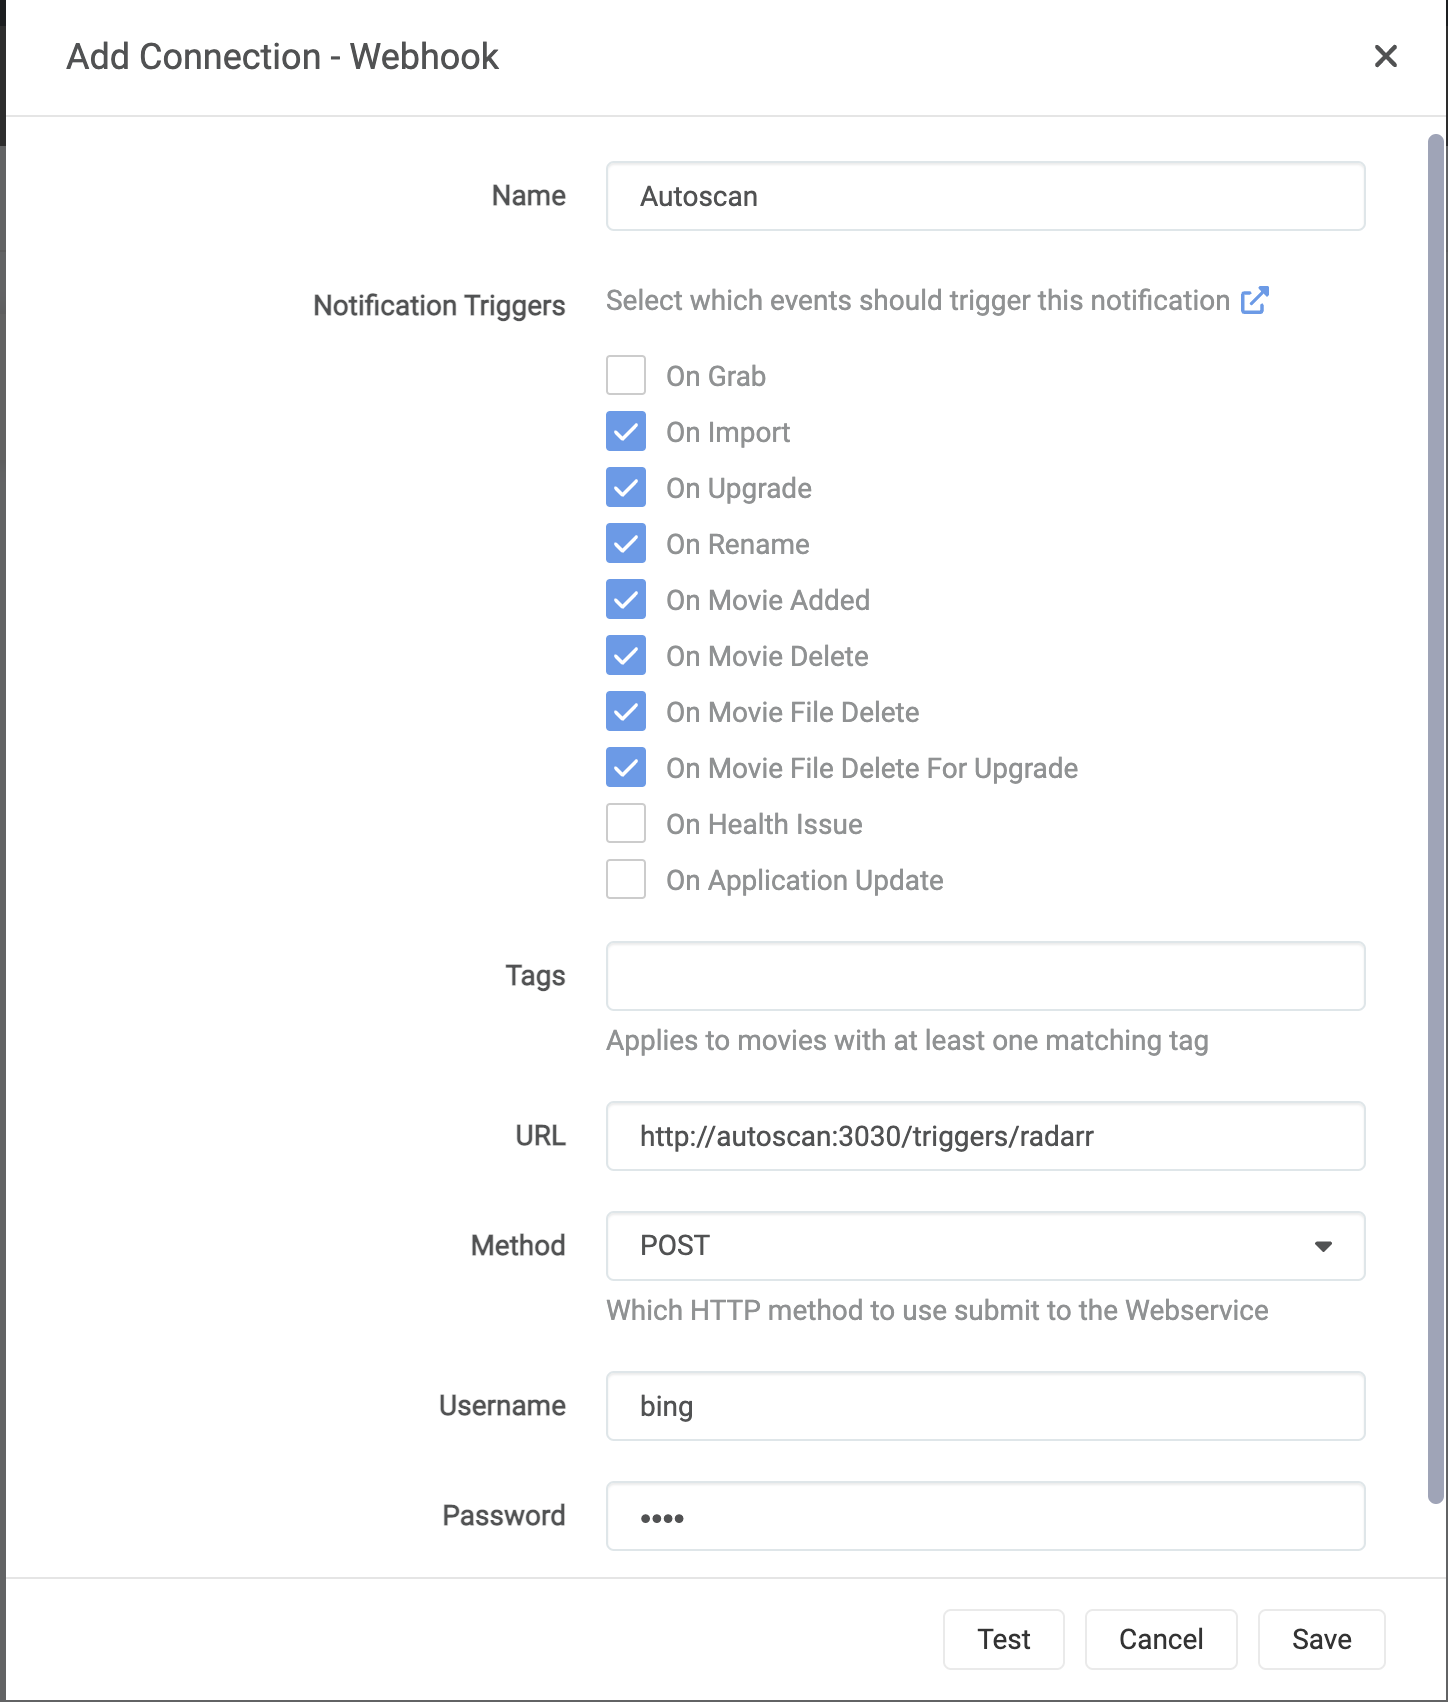 Add Connection - Webhook
Name
Autoscan
Notification Triggers
Select which events should trigger this notification
On Grab
On Import
On Upgrade
On Rename
On Movie Added
On Movie Delete
On Movie File Delete
On Movie File Delete For Upgrade
On Health Issue
On Application Update
Tags
Applies to movies with at least one matching tag
URL
http://autoscan:3030/triggers/radarr
Method
POST
Which HTTP method to use submit to the Webservice
Username
bing
Password
••••
Test
Cancel
Save